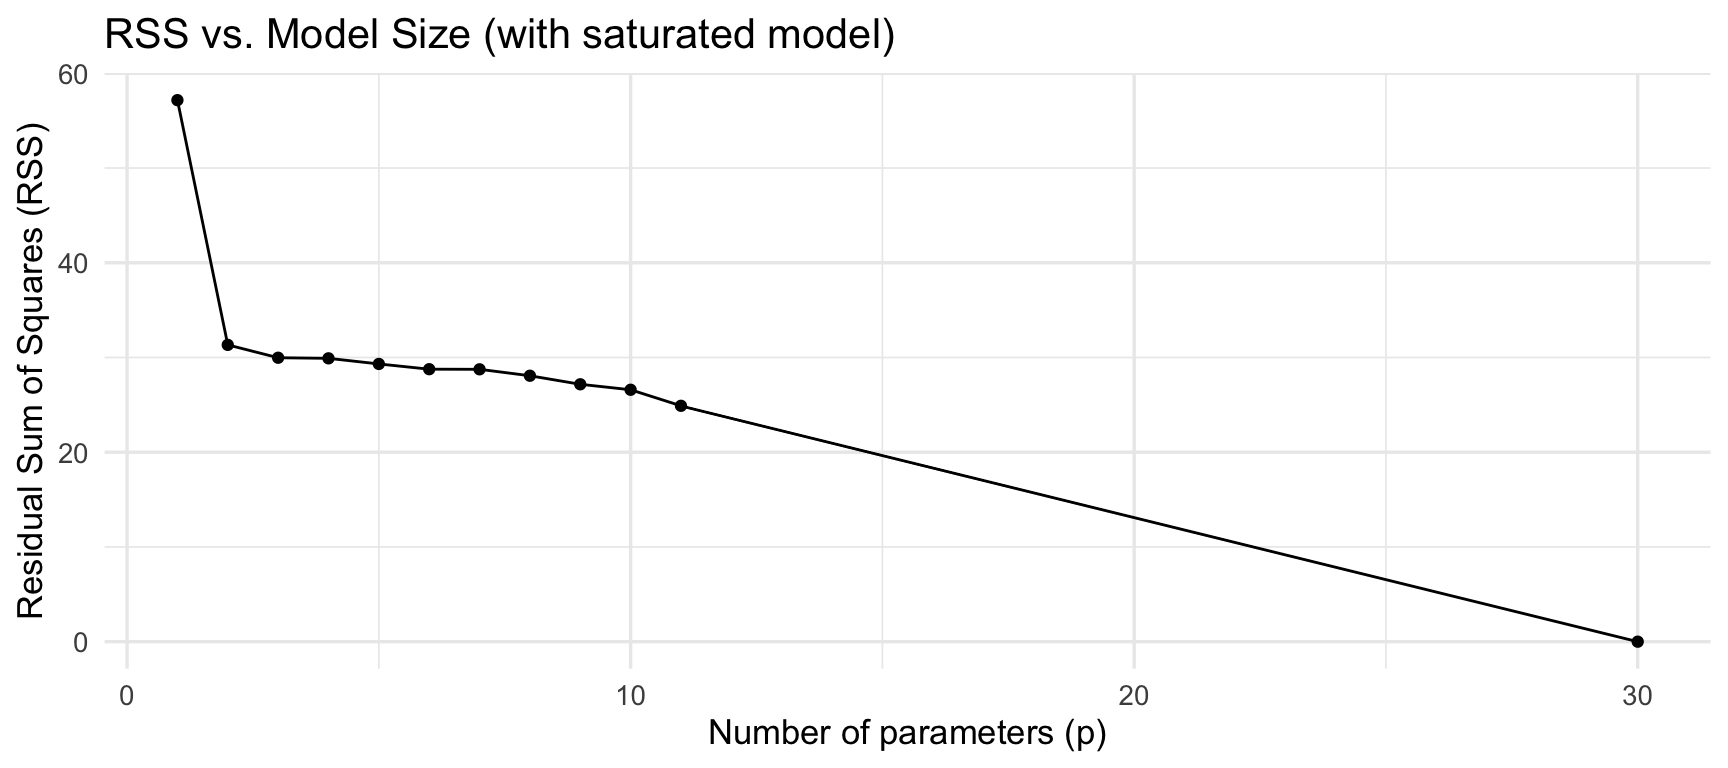 RSS vs. Model Size (with saturated model)
60
40
20
0
Residual Sum of Squares (RSS)
0 10 20 30
Number of parameters (p)